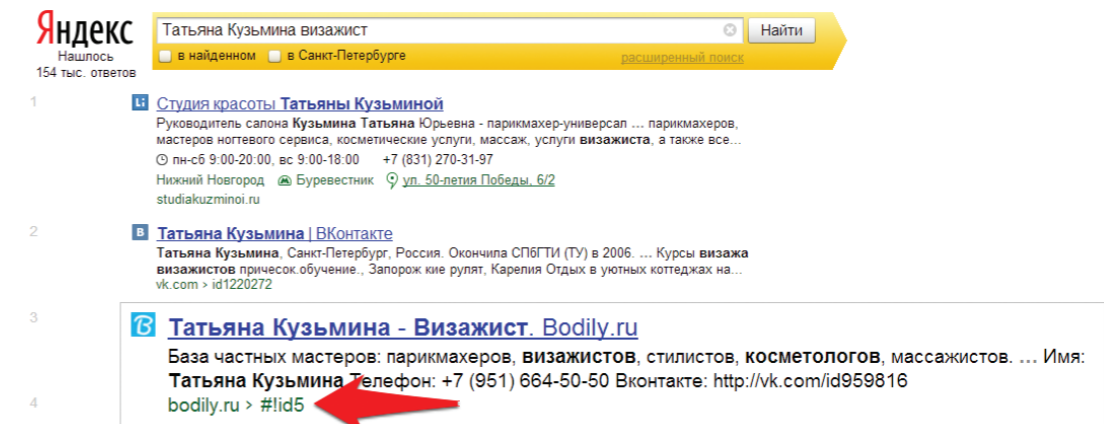 Яндекс
Нашлось
154 тыс. ответов
Татьяна Кузьмина визажист
Найти
в найденном в Санкт-Петербурге
расширенный поиск
1
Студия красоты Татьяны Кузьминой
Руководитель салона Кузьмина Татьяна Юрьевна - парикмахер-универсал ... парикмахеров,
мастеров ногтевого сервиса, косметические услуги, массаж, услуги визажиста, а также все...
пн-сб 9:00-20:00, вс 9:00-18:00 +7 (831) 270-31-97
Нижний Новгород Буревестник ул. 50-летия Победы, 6/2
studiakuzminoi.ru
2
В Татьяна Кузьмина | ВКонтакте
Татьяна Кузьмина, Санкт-Петербург, Россия. Окончила СПбГТИ (ТУ) в 2006. ... Курсы визажа
визажистов причесок.обучение., Запорож кие рулят, Карелия Отдых в уютных коттеджах на...
vk.com › id1220272
3
Татьяна Кузьмина - Визажист. Bodily.ru
База частных мастеров: парикмахеров, визажистов, стилистов, косметологов, массажистов. ... Имя:
Татьяна Кузьмина Телефон: +7 (951) 664-50-50 Вконтакте: http://vk.com/id959816
4
bodily.ru › #!id5